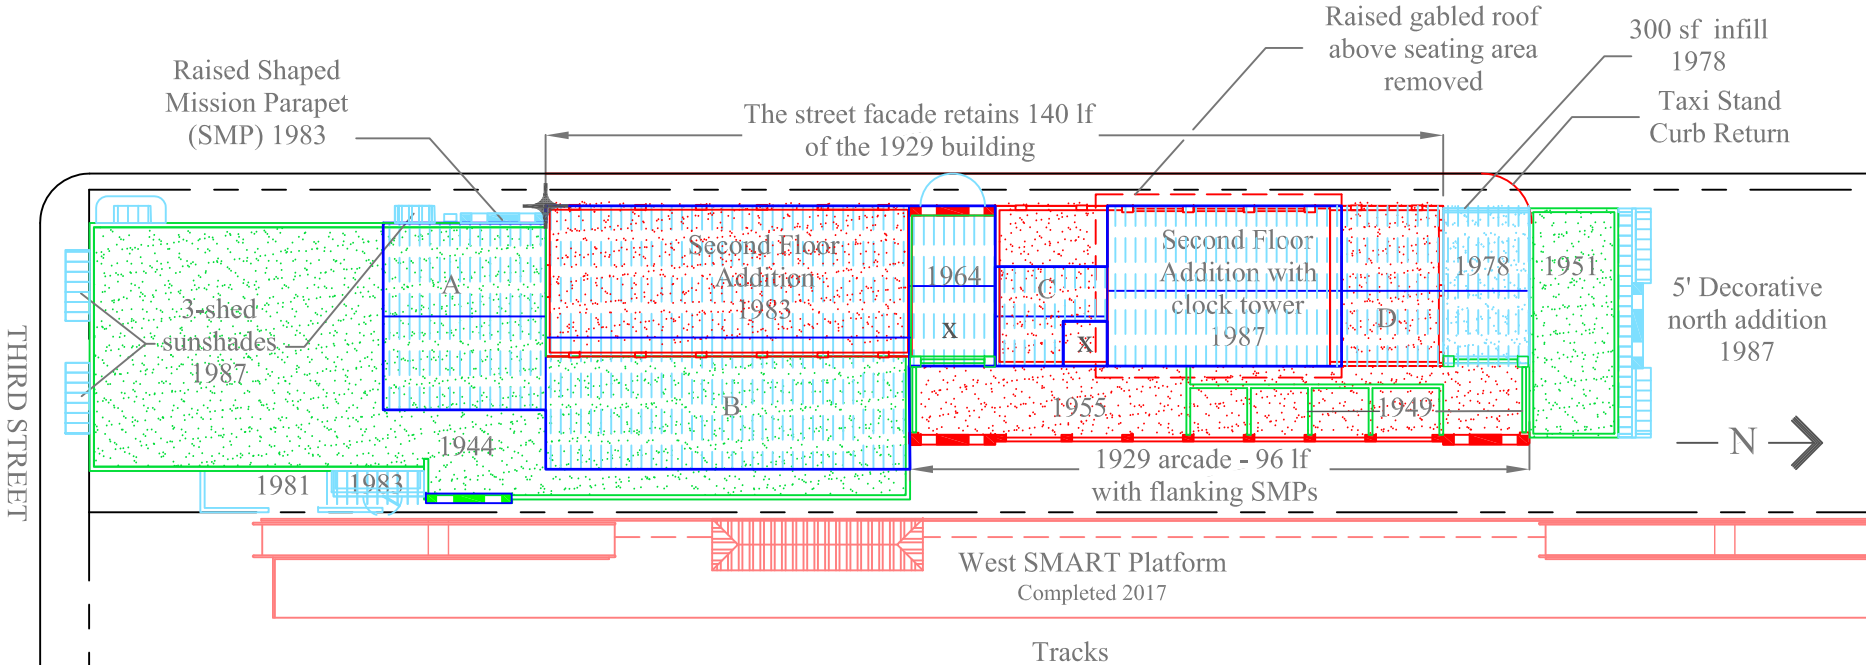 Raised Shaped
Mission Parapet
(SMP) 1983
The street facade retains 140 lf
of the 1929 building
Raised gabled roof
above seating area
removed
300 sf infill
1978
Taxi Stand
Curb Return
A
Second Floor
Addition
1983
1964
X
C
X
Second Floor
Addition with
clock tower
1987
D
1978
1951
5' Decorative
north addition
1987
3-shed
sunshades
1987
THIRD STREET
B
1955
1949
1944
1981
1983
1929 arcade - 96 lf
with flanking SMPs
N
West SMART Platform
Completed 2017
Tracks